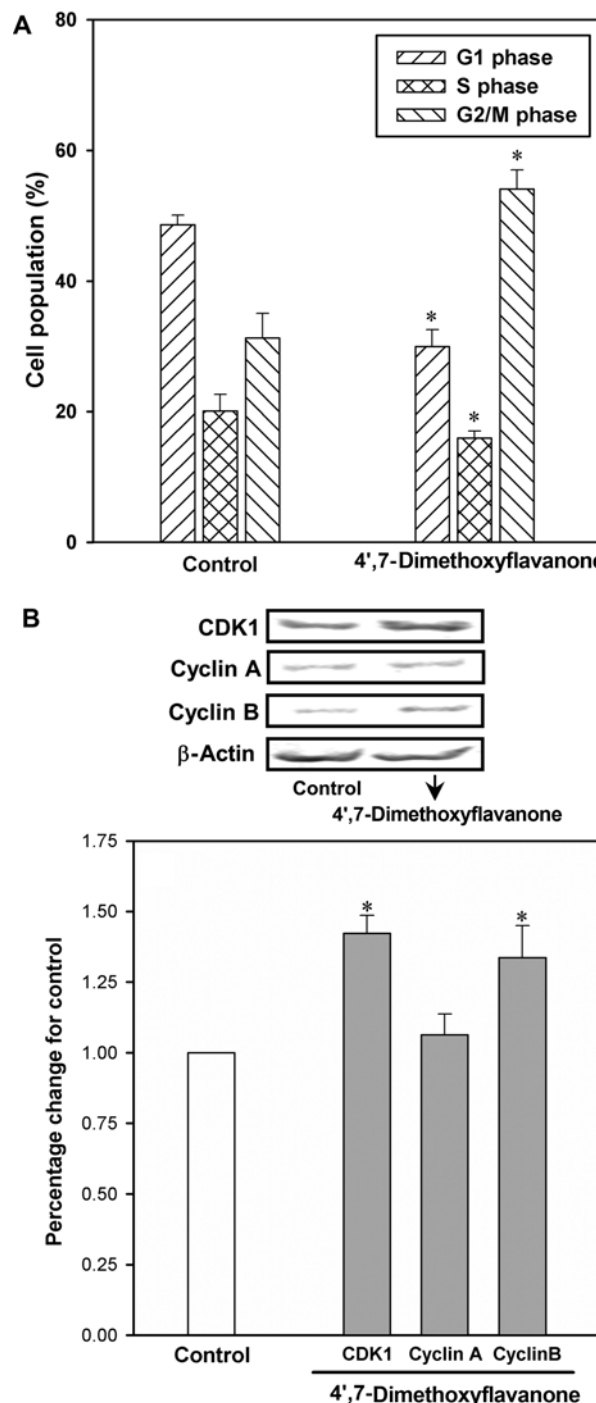 A
80
60
40
20
0
Cell population (%)
G1 phase
S phase
G2/M phase
*
*
*
Control
4',7-Dimethoxyflavanone
B
CDK1
Cyclin A
Cyclin B
β-Actin
Control
4',7-Dimethoxyflavanone
1.75
1.50
1.25
1.00
0.75
0.50
0.25
0.00
Percentage change for control
*
*
Control
CDK1 Cyclin A CyclinB
4',7-Dimethoxyflavanone